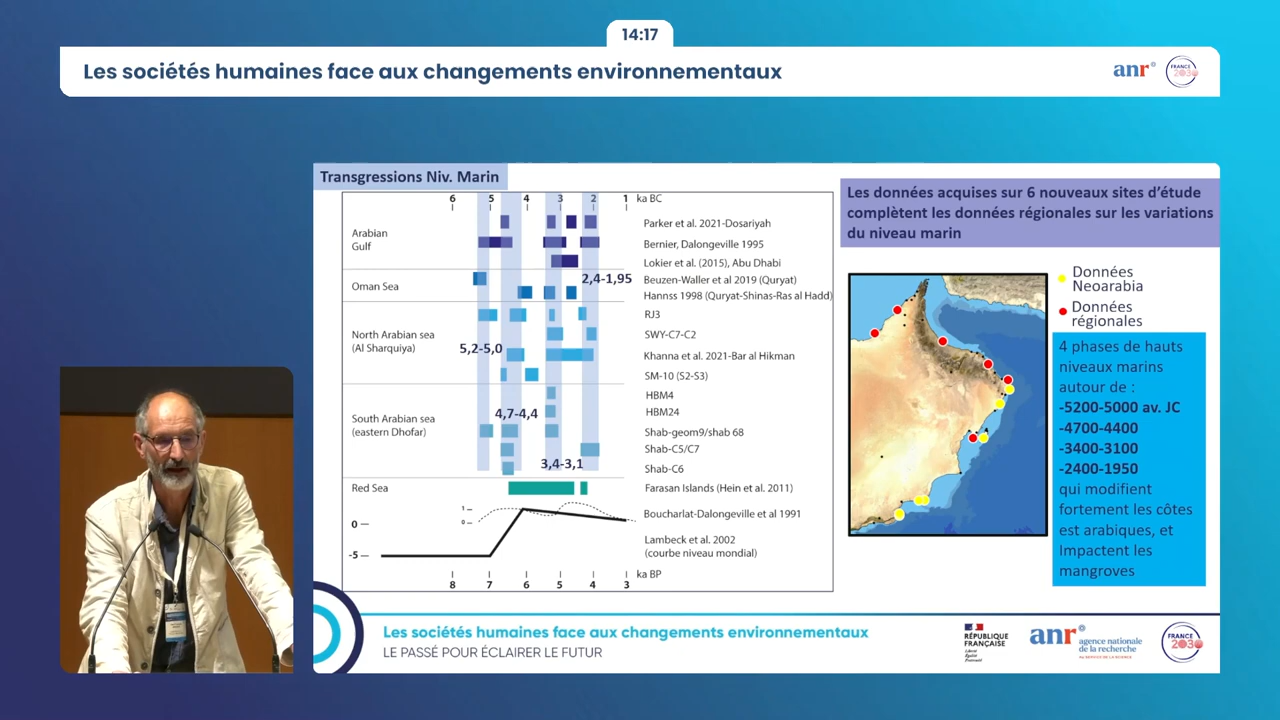 14:17
Les sociétés humaines face aux changements environnementaux
anr
FRANCE
2030
Transgressions Niv. Marin
6 5 4 3 2 1 ka BC
Arabian
Gulf
Parker et al. 2021-Dosariyah
Bernier, Dalongeville 1995
Lokier et al. (2015), Abu Dhabi
Oman Sea
2,4-1,95
Beuzen-Waller et al 2019 (Quryat)
Hannss 1998 (Quryat-Shinas-Ras al Hadd)
North Arabian sea
(Al Sharquiya)
5,2-5,0
RJ3
SWY-C7-C2
Khanna et al. 2021-Bar al Hikman
SM-10 (S2-S3)
South Arabian sea
(eastern Dhofar)
4,7-4,4
3,4-3,1
HBM4
HBM24
Shab-geom9/shab 68
Shab-C5/C7
Shab-C6
Red Sea
Farasan Islands (Hein et al. 2011)
1
0
Boucharlat-Dalongeville et al 1991
0
-5
Lambeck et al. 2002
(courbe niveau mondial)
ka BP
8 7 6 5 4 3
Les données acquises sur 6 nouveaux sites d'étude
complètent les données régionales sur les variations
du niveau marin
Données
Neoarabia
Données
régionales
4 phases de hauts
niveaux marins
autour de :
-5200-5000 av. JC
-4700-4400
-3400-3100
-2400-1950
qui modifient
fortement les côtes
est arabiques, et
Impactent les
mangroves
Les sociétés humaines face aux changements environnementaux
LE PASSÉ POUR ÉCLAIRER LE FUTUR
RÉPUBLIQUE
FRANÇAISE
Liberté
Égalité
Fraternité
anr
agence nationale
de la recherche
AU SERVICE DE LA SCIENCE
FRANCE
2030